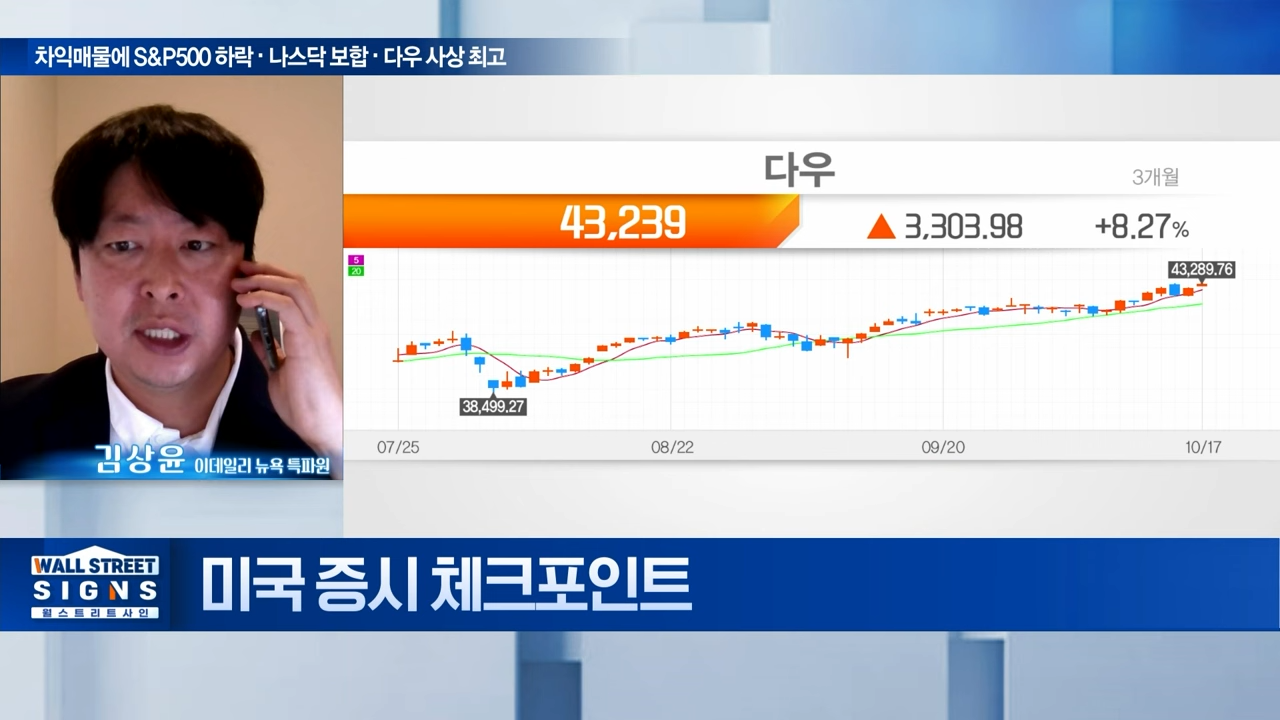 차익매물에 S&P500 하락· 나스닥 보합· 다우 사상 최고
다우
3개월
43,239
▲ 3,303.98
+8.27%
5
20
43,289.76
38,499.27
07/25
08/22
09/20
10/17
김상윤 이데일리 뉴욕 특파원
WALL STREET
SIGNS
월스트리트사인
미국 증시 체크포인트